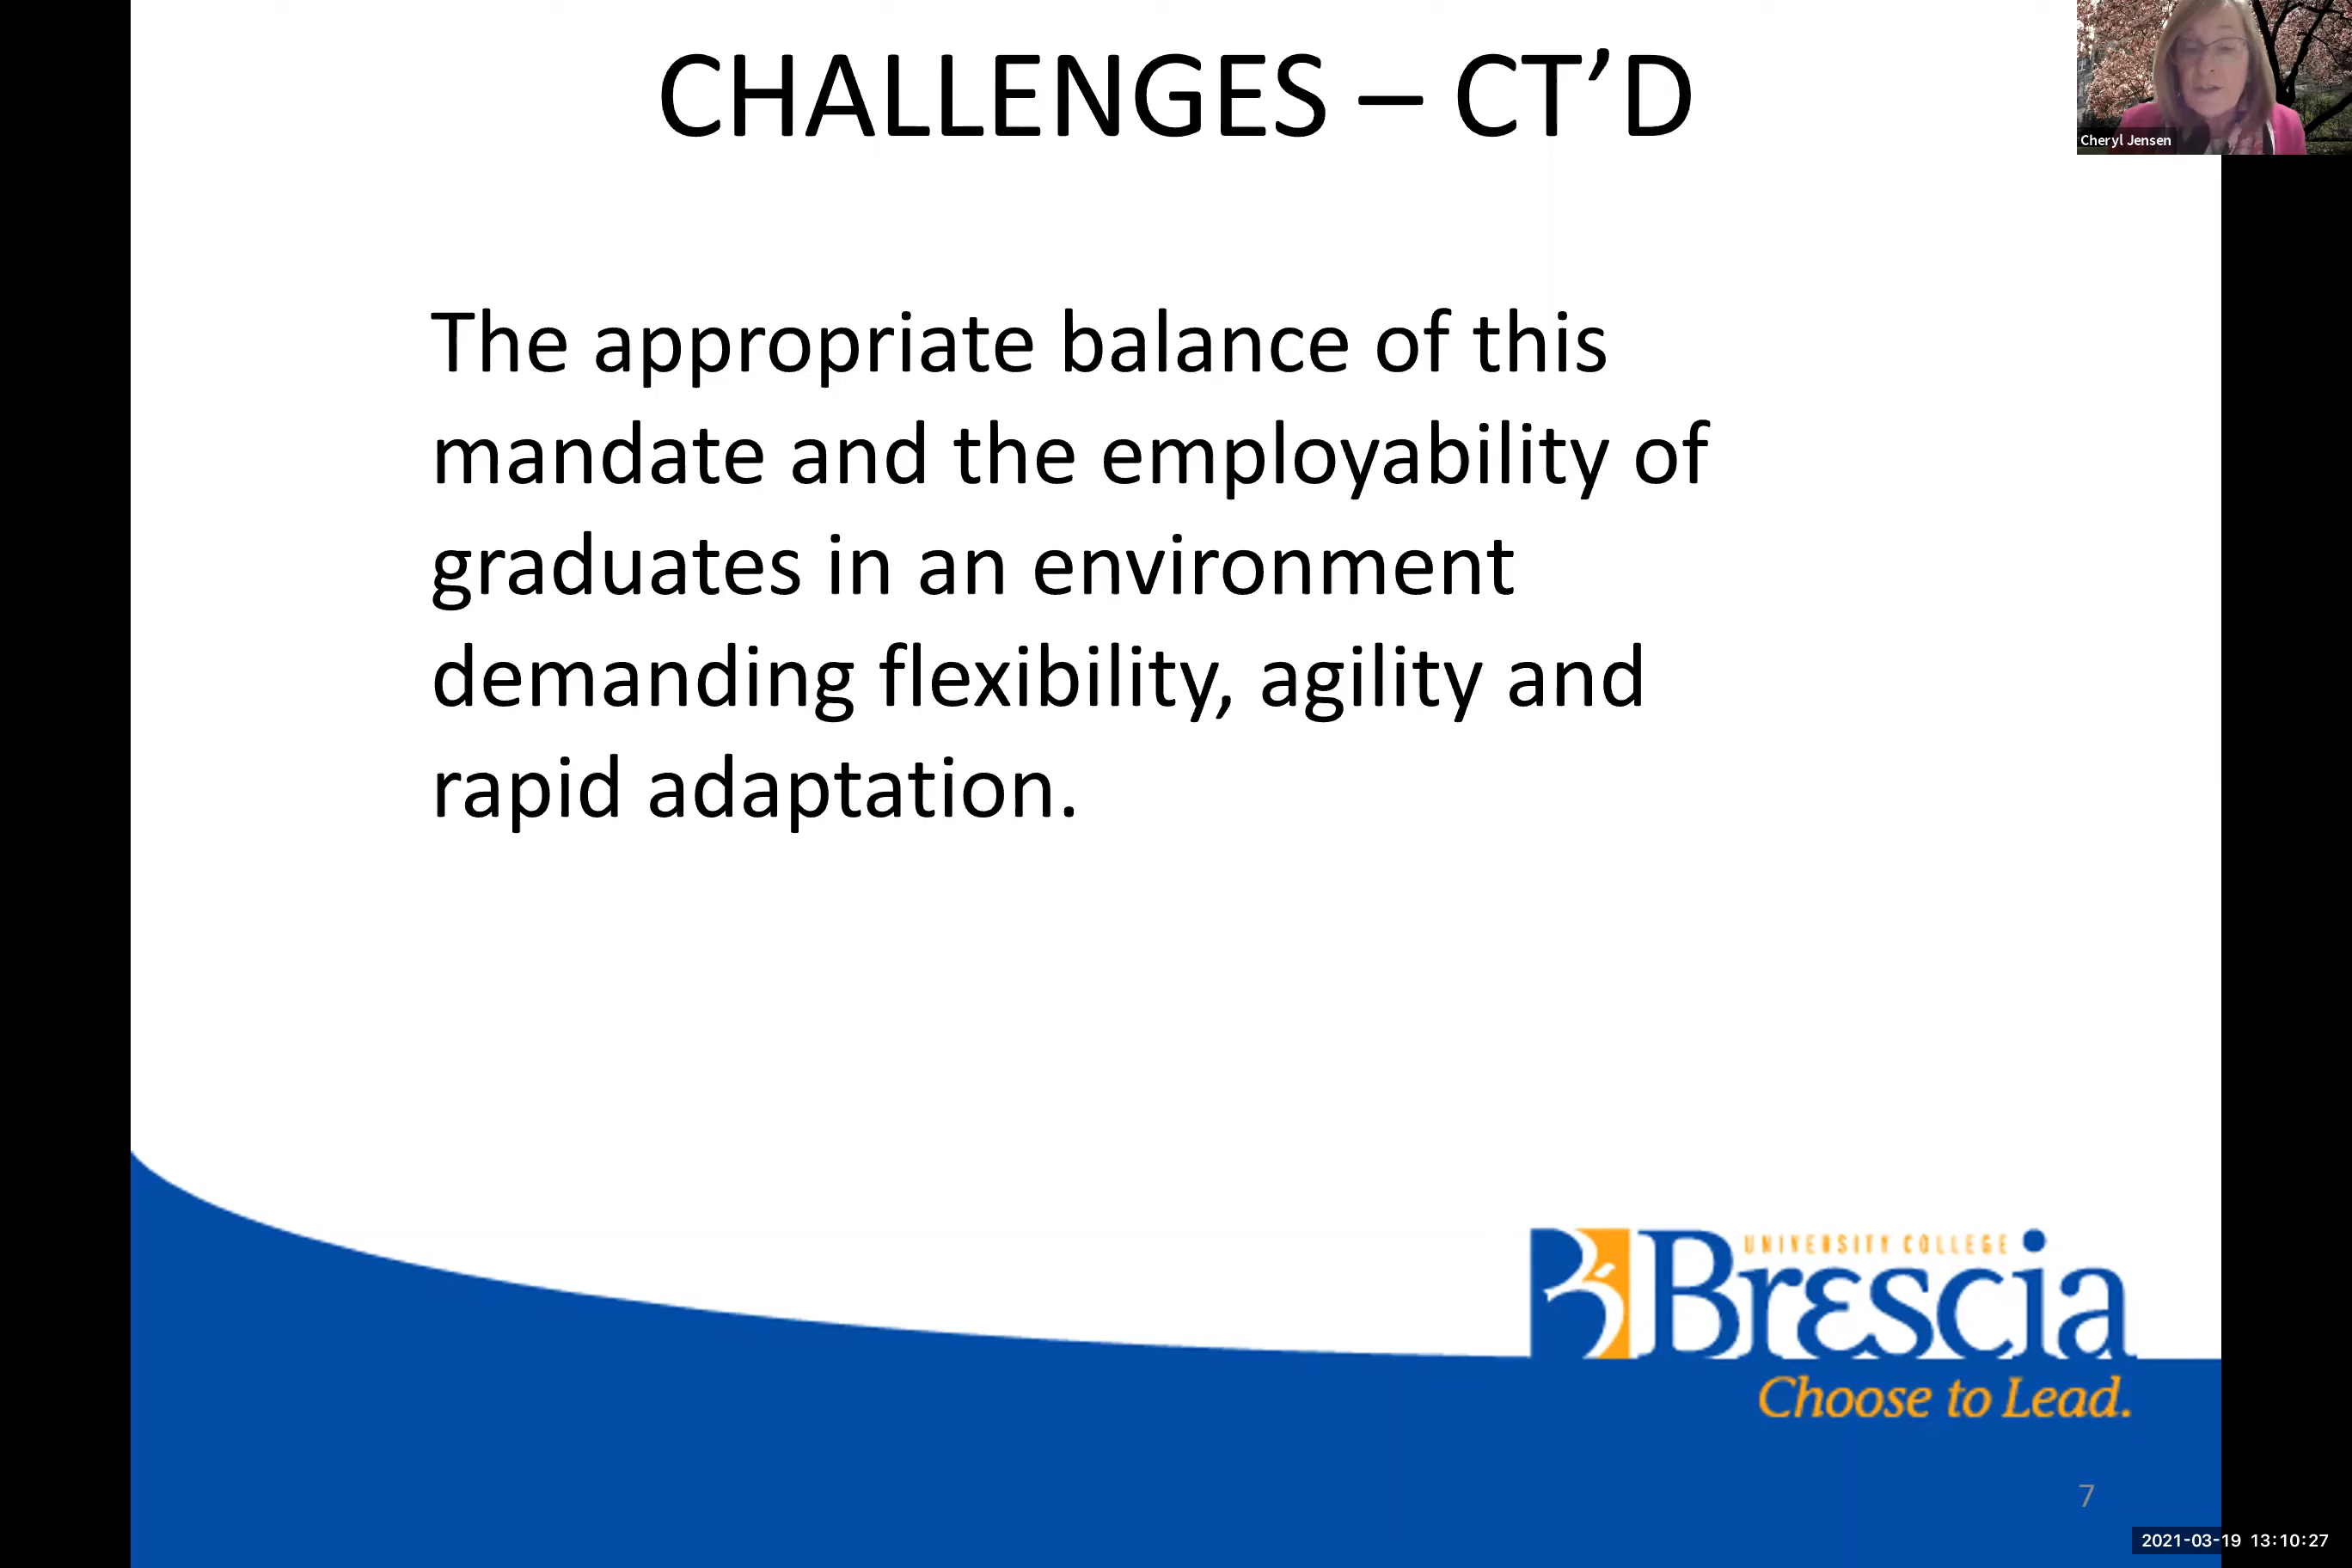 CHALLENGES – CT’D
Cheryl Jensen
The appropriate balance of this
mandate and the employability of
graduates in an environment
demanding flexibility, agility and
rapid adaptation.
UNIVERSITY COLLEGE
Brescia
Choose to Lead.
7
2021-03-19 13:10:27